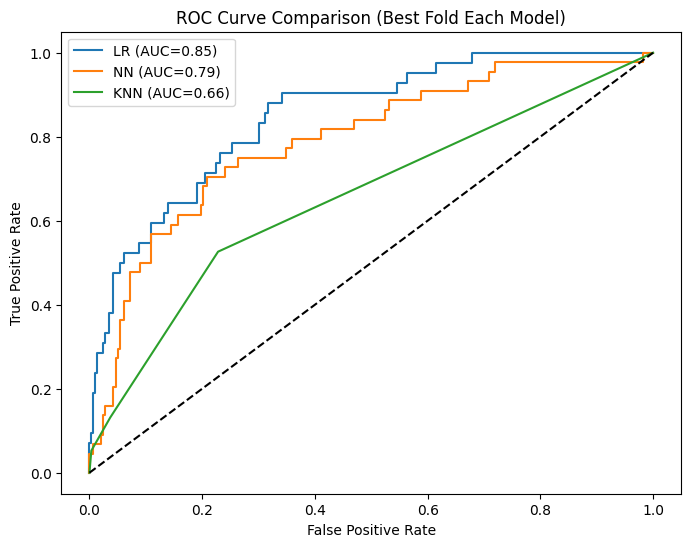 ROC Curve Comparison (Best Fold Each Model)
LR (AUC=0.85)
NN (AUC=0.79)
KNN (AUC=0.66)
True Positive Rate
1.0
0.8
0.6
0.4
0.2
0.0
0.0 0.2 0.4 0.6 0.8 1.0
False Positive Rate